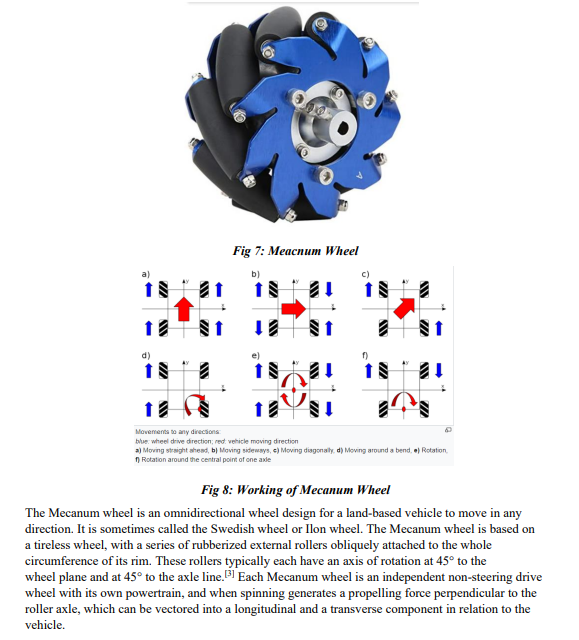 Fig 7: Meacnum Wheel
a) b) c)
d) e) f)
Movements to any directions:
blue: wheel drive direction; red: vehicle moving direction
a) Moving straight ahead, b) Moving sideways, c) Moving diagonally, d) Moving around a bend, e) Rotation,
f) Rotation around the central point of one axle
Fig 8: Working of Mecanum Wheel
The Mecanum wheel is an omnidirectional wheel design for a land-based vehicle to move in any
direction. It is sometimes called the Swedish wheel or Ilon wheel. The Mecanum wheel is based on
a tireless wheel, with a series of rubberized external rollers obliquely attached to the whole
circumference of its rim. These rollers typically each have an axis of rotation at 45° to the
wheel plane and at 45° to the axle line.[3] Each Mecanum wheel is an independent non-steering drive
wheel with its own powertrain, and when spinning generates a propelling force perpendicular to the
roller axle, which can be vectored into a longitudinal and a transverse component in relation to the
vehicle.